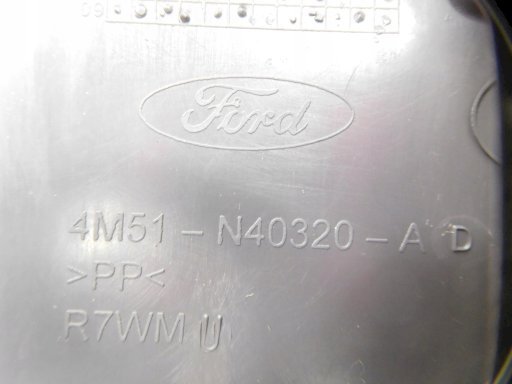 Ford
4M51 - N40320 - A D
>PP<
R7WM U